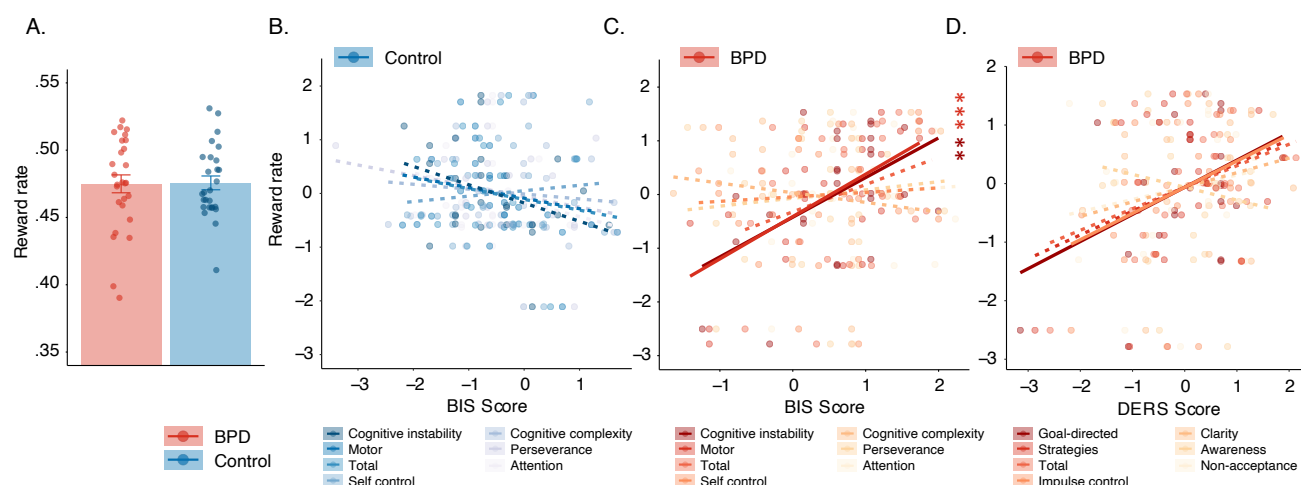 A.
B.
C.
D.
Control
BPD
BPD
Reward rate
.55
.50
.45
.40
.35
Reward rate
2
1
0
−1
−2
−3
−3
−2
−1
0
1
BIS Score
2
1
0
−1
−2
−3
−1
0
1
2
BIS Score
*** **
2
1
0
−1
−2
−3
−3
−2
−1
0
1
2
DERS Score
BPD
Control
Cognitive instability
Motor
Total
Self control
Cognitive complexity
Perseverance
Attention
Cognitive instability
Motor
Total
Self control
Cognitive complexity
Perseverance
Attention
Goal-directed
Strategies
Total
Impulse control
Clarity
Awareness
Non-acceptance